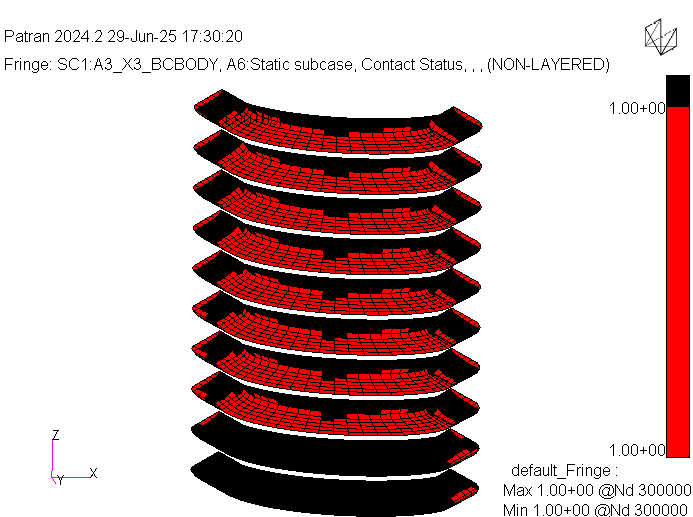 Patran 2024.2 29-Jun-25 17:30:20
Fringe: SC1:A3_X3_BCBODY, A6:Static subcase, Contact Status, , , (NON-LAYERED)
1.00+00
1.00+00
Z
X
Y
default_Fringe :
Max 1.00+00 @Nd 300000
Min 1.00+00 @Nd 300000